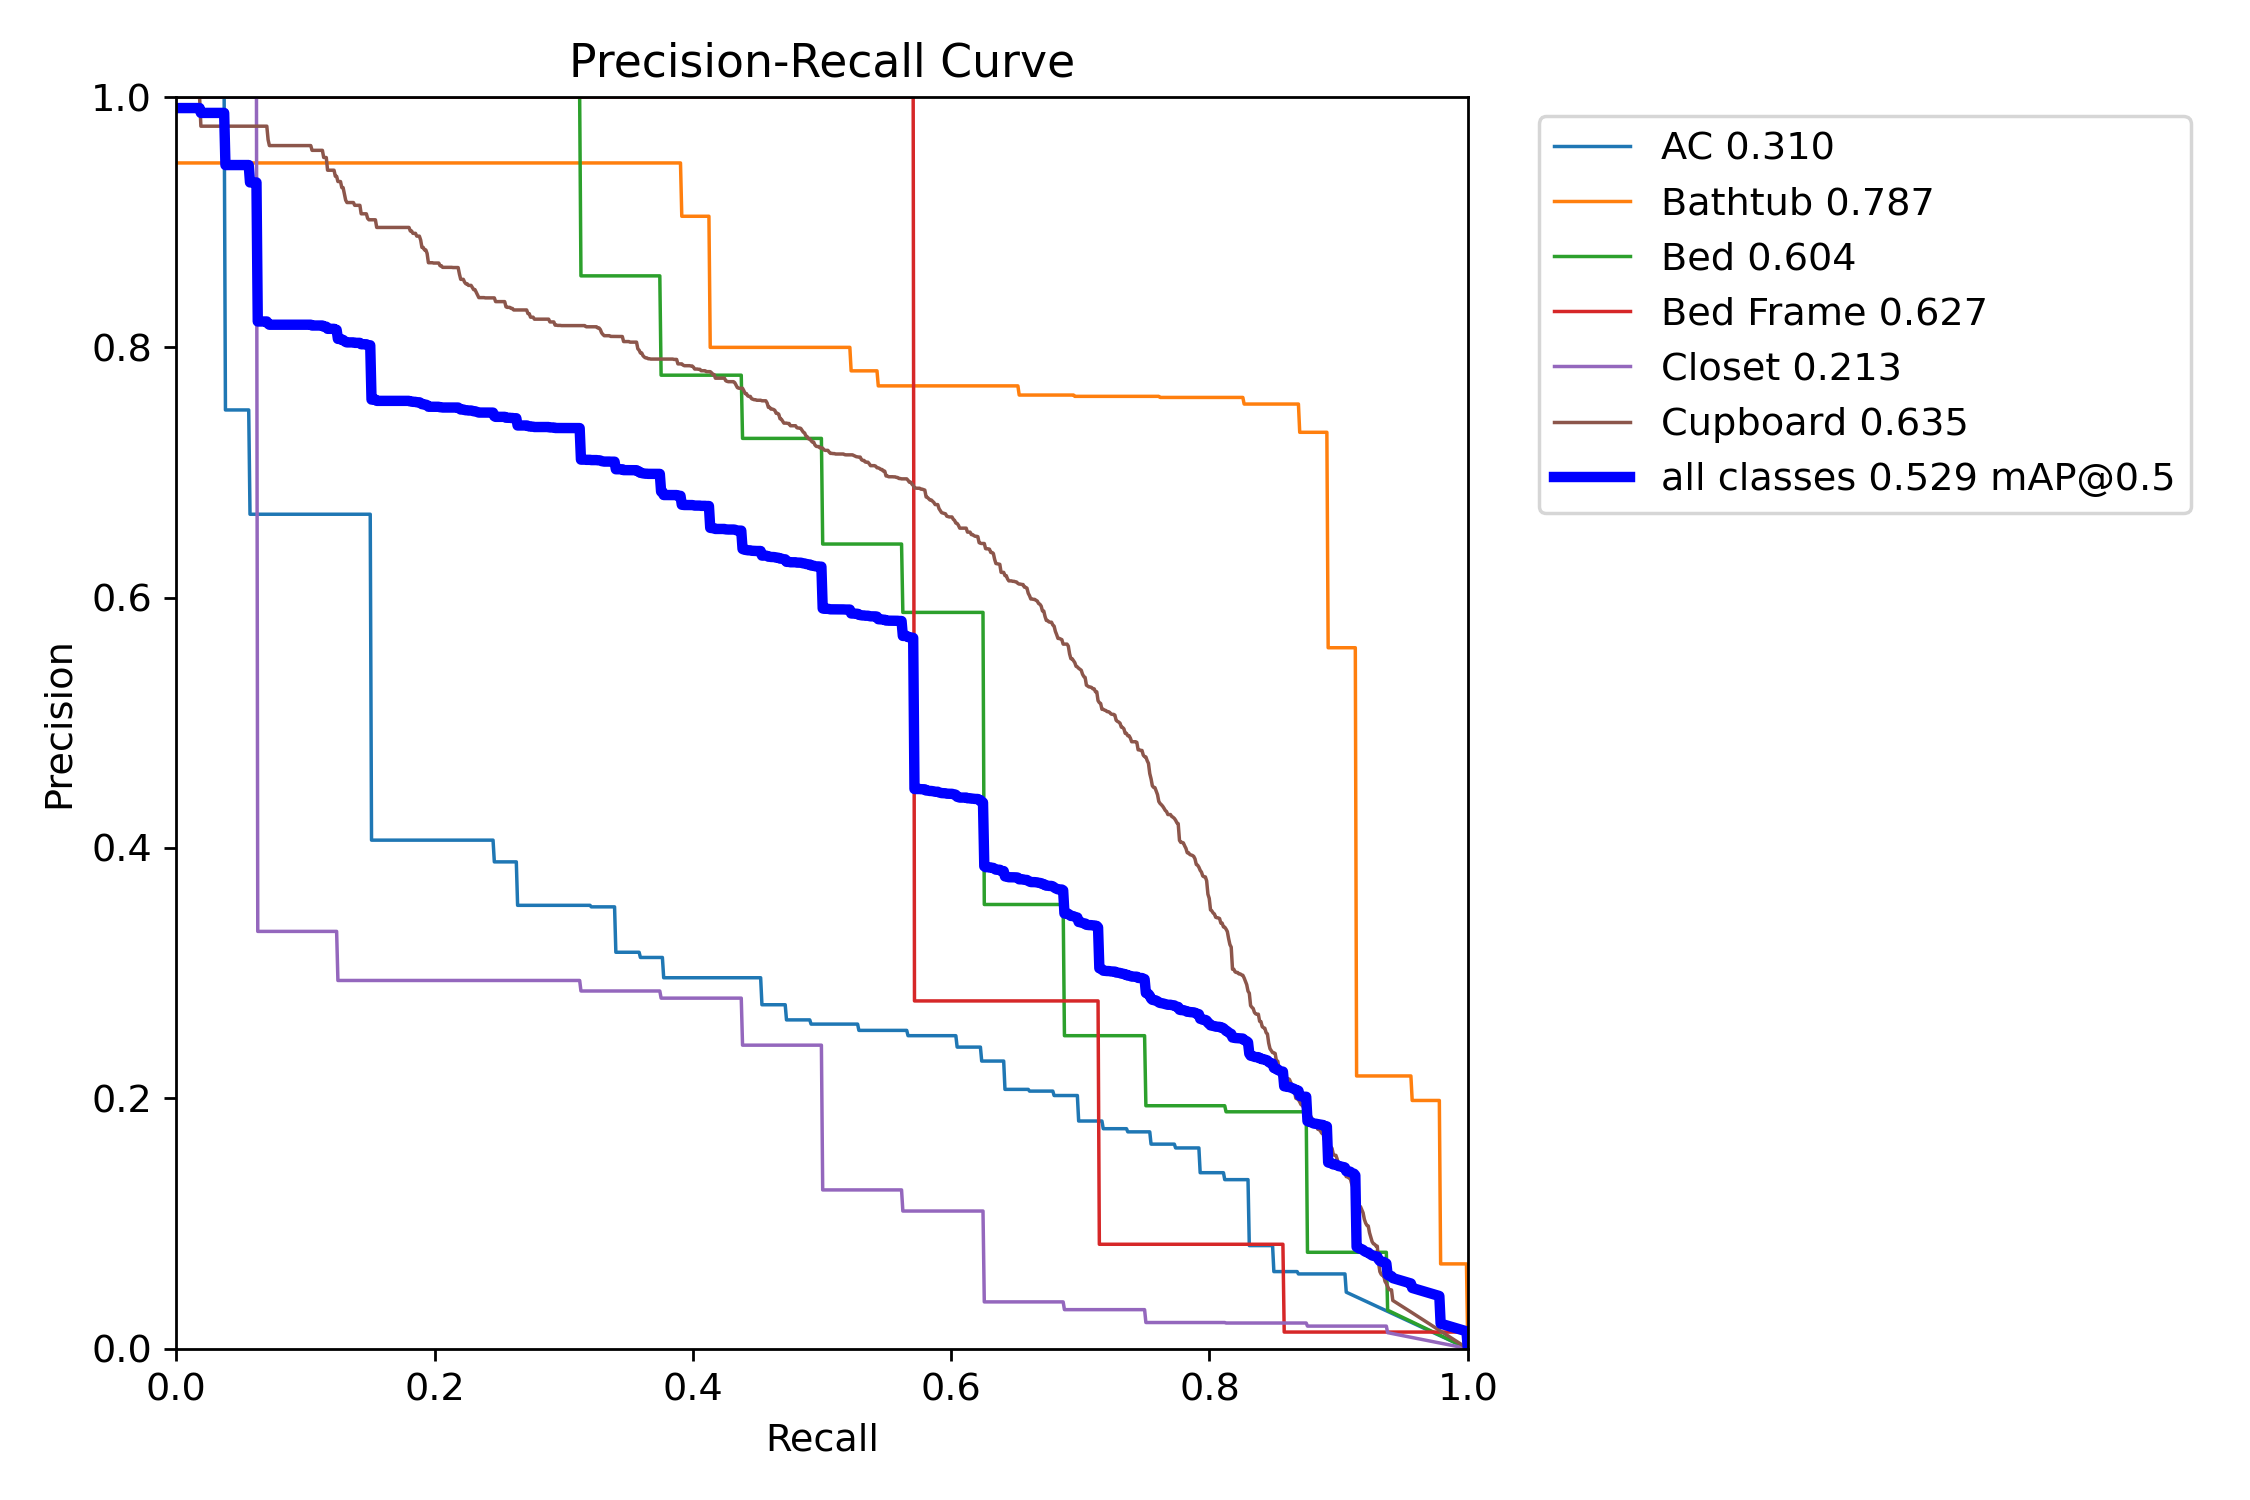 Precision-Recall Curve
1.0
0.8
0.6
0.4
0.2
0.0
Precision
0.0 0.2 0.4 0.6 0.8 1.0
Recall
AC 0.310
Bathtub 0.787
Bed 0.604
Bed Frame 0.627
Closet 0.213
Cupboard 0.635
all classes 0.529 mAP@0.5